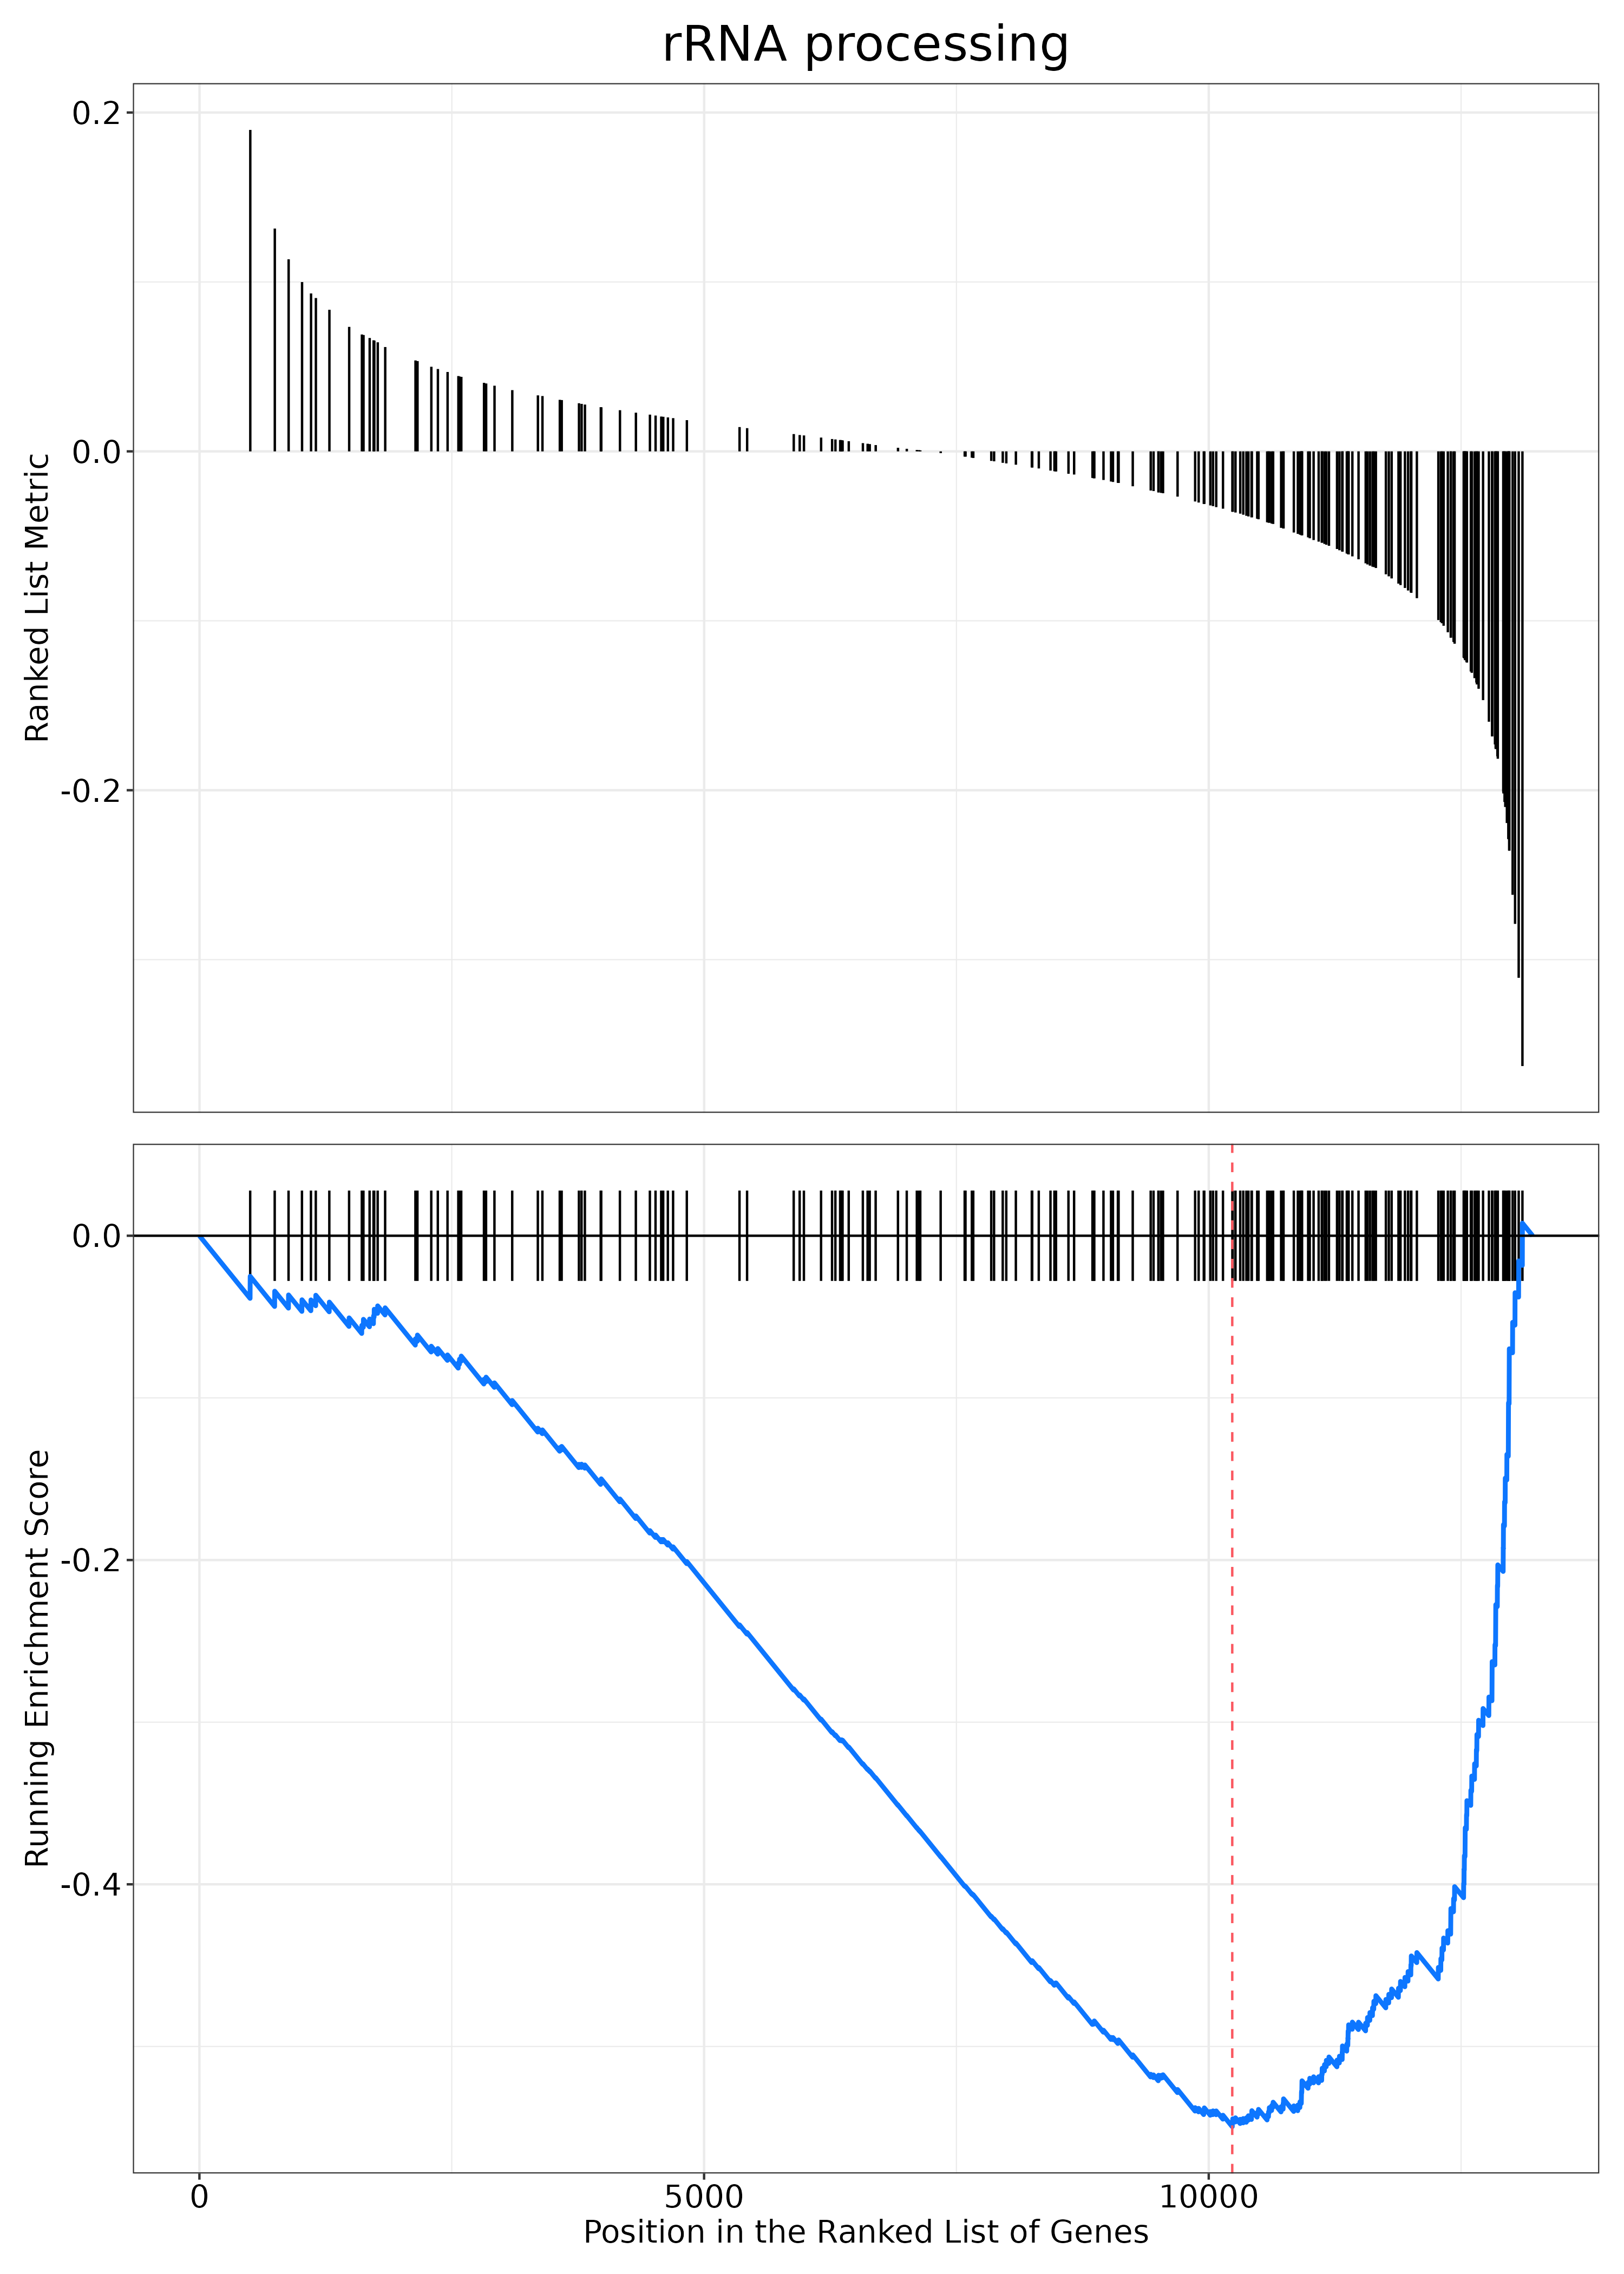 rRNA processing
0.2
0.0
-0.2
Ranked List Metric
0.0
-0.2
-0.4
Running Enrichment Score
0 5000 10000
Position in the Ranked List of Genes